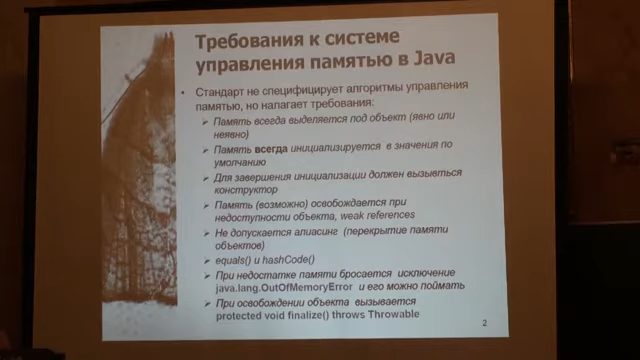 Требования к системе
управления памятью в Java
• Стандарт не специфицирует алгоритмы управления
памятью, но налагает требования:
➢ Память всегда выделяется под объект (явно или
неявно)
➢ Память всегда инициализируется в значения по
умолчанию
➢ Для завершения инициализации должен вызывться
конструктор
➢ Память (возможно) освобождается при
недоступности объекта, weak references
➢ Не допускается алиасинг (перекрытие памяти
объектов)
➢ equals() и hashCode()
➢ При недостатке памяти бросается исключение
java.lang.OutOfMemoryError и его можно поймать
➢ При освобождении объекта вызывается
protected void finalize() throws Throwable
2